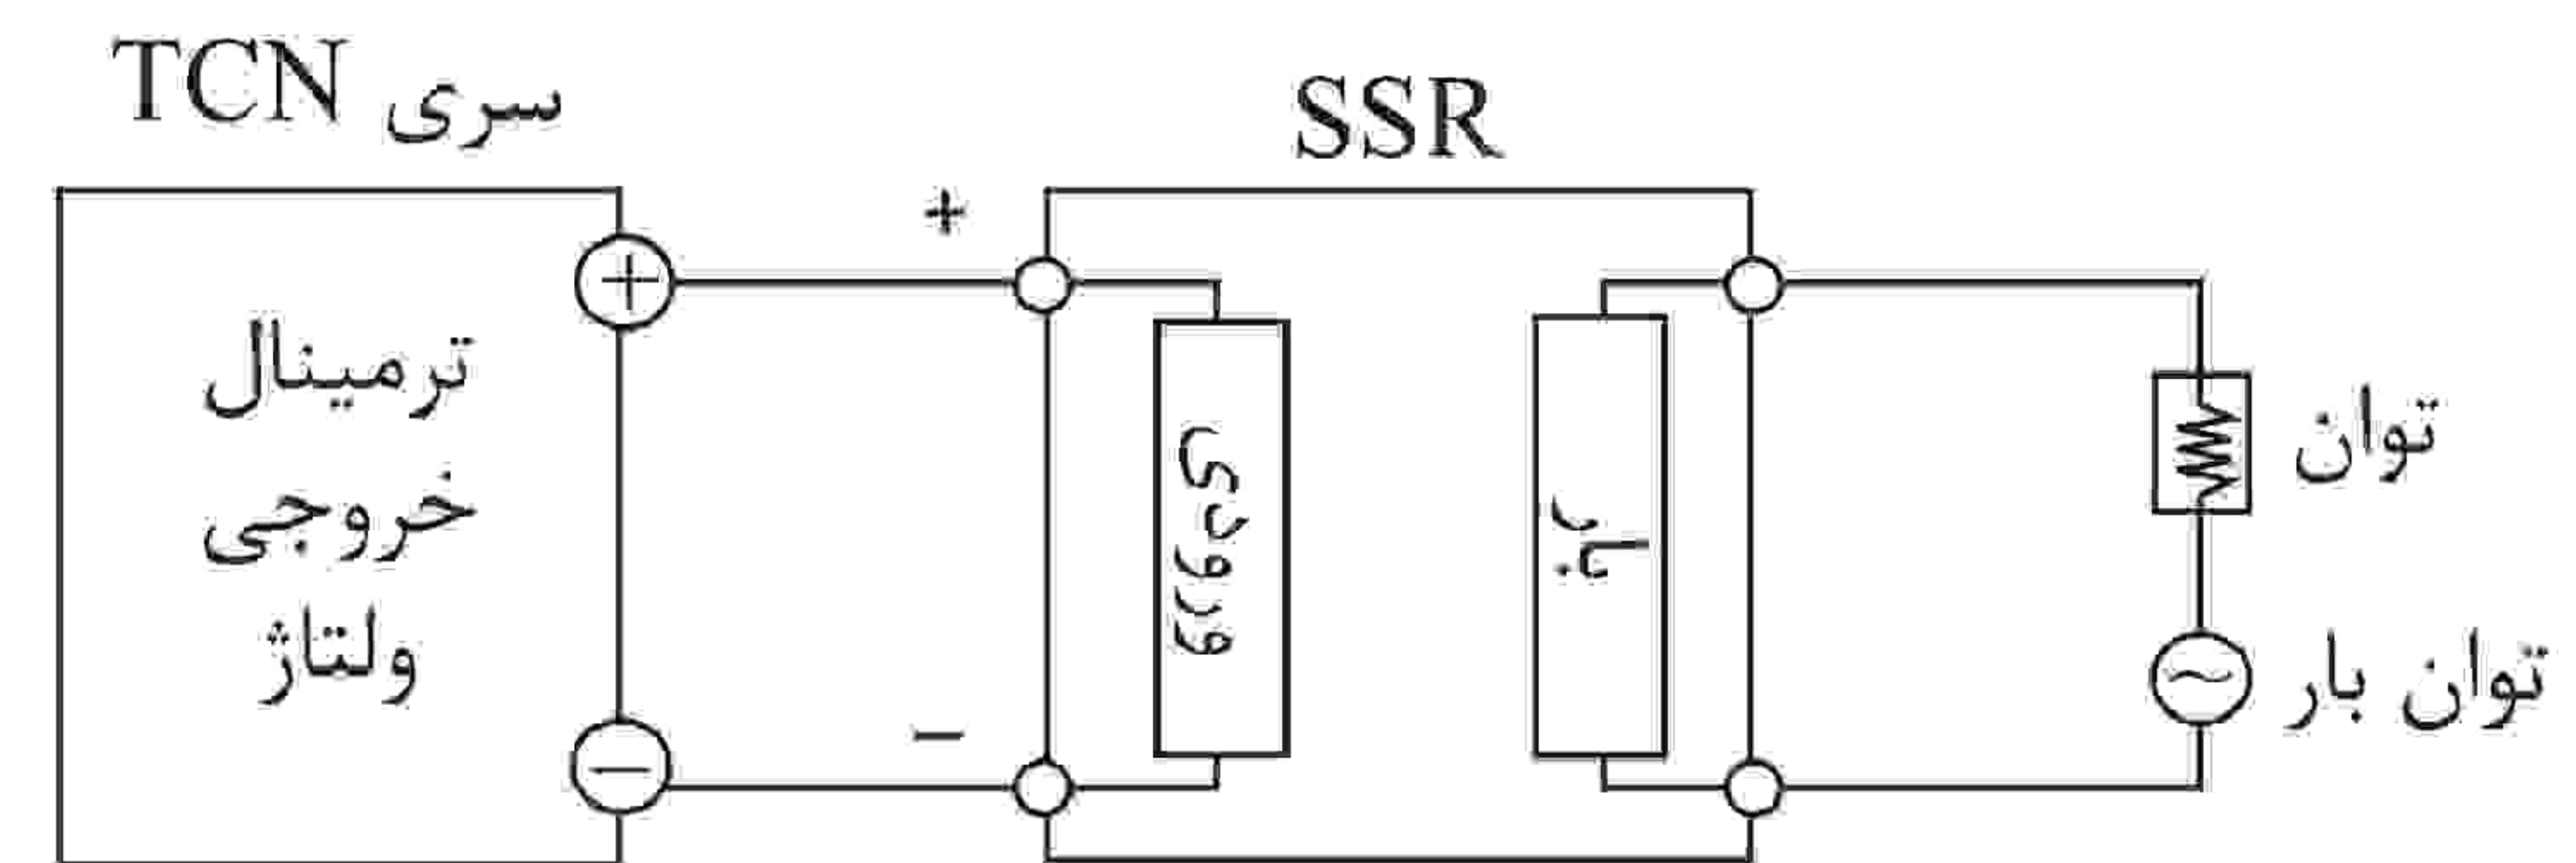 TCN سری
SSR
+
+
ترمینال
خروجی
ولتاژ
ورودی
بار
توان
توان بار
−
−